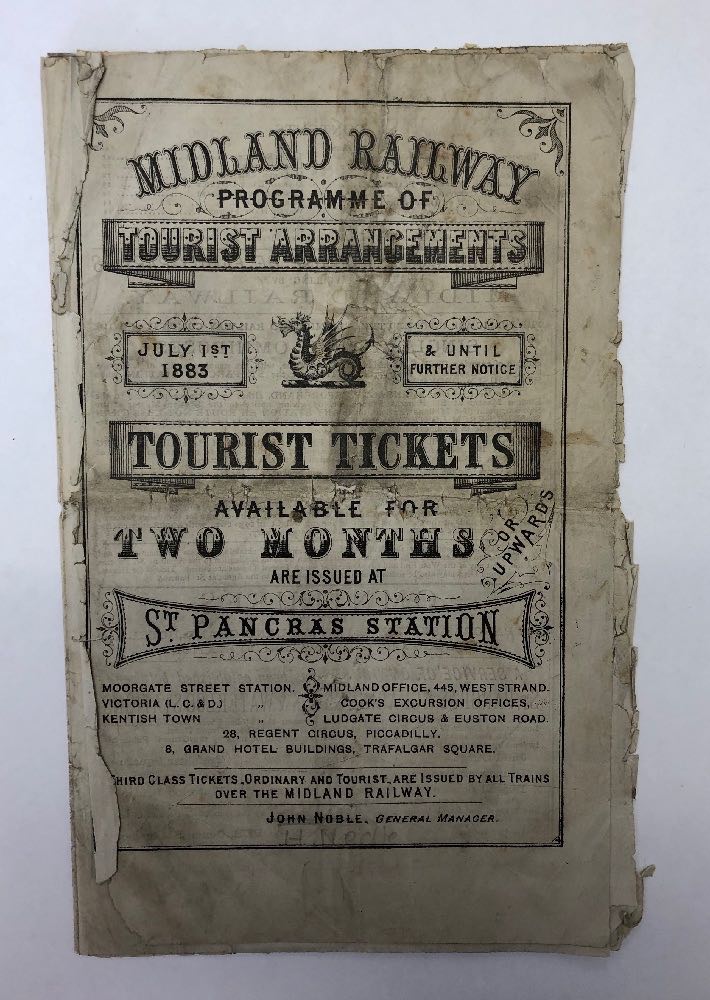 MIDLAND RAILWAY
PROGRAMME OF
TOURIST ARRANGEMENTS
JULY 1ST
1883
& UNTIL
FURTHER NOTICE
TOURIST TICKETS
AVAILABLE FOR
TWO MONTHS
OR
UPWARDS
ARE ISSUED AT
ST PANCRAS STATION
MOORGATE STREET STATION.
VICTORIA (L. C. & D.) "
KENTISH TOWN "
MIDLAND OFFICE, 445, WEST STRAND.
COOK'S EXCURSION OFFICES,
LUDGATE CIRCUS & EUSTON ROAD.
28, REGENT CIRCUS, PICCADILLY.
8, GRAND HOTEL BUILDINGS, TRAFALGAR SQUARE.
HIRD CLASS TICKETS, ORDINARY AND TOURIST, ARE ISSUED BY ALL TRAINS
OVER THE MIDLAND RAILWAY.
JOHN NOBLE, GENERAL MANAGER.